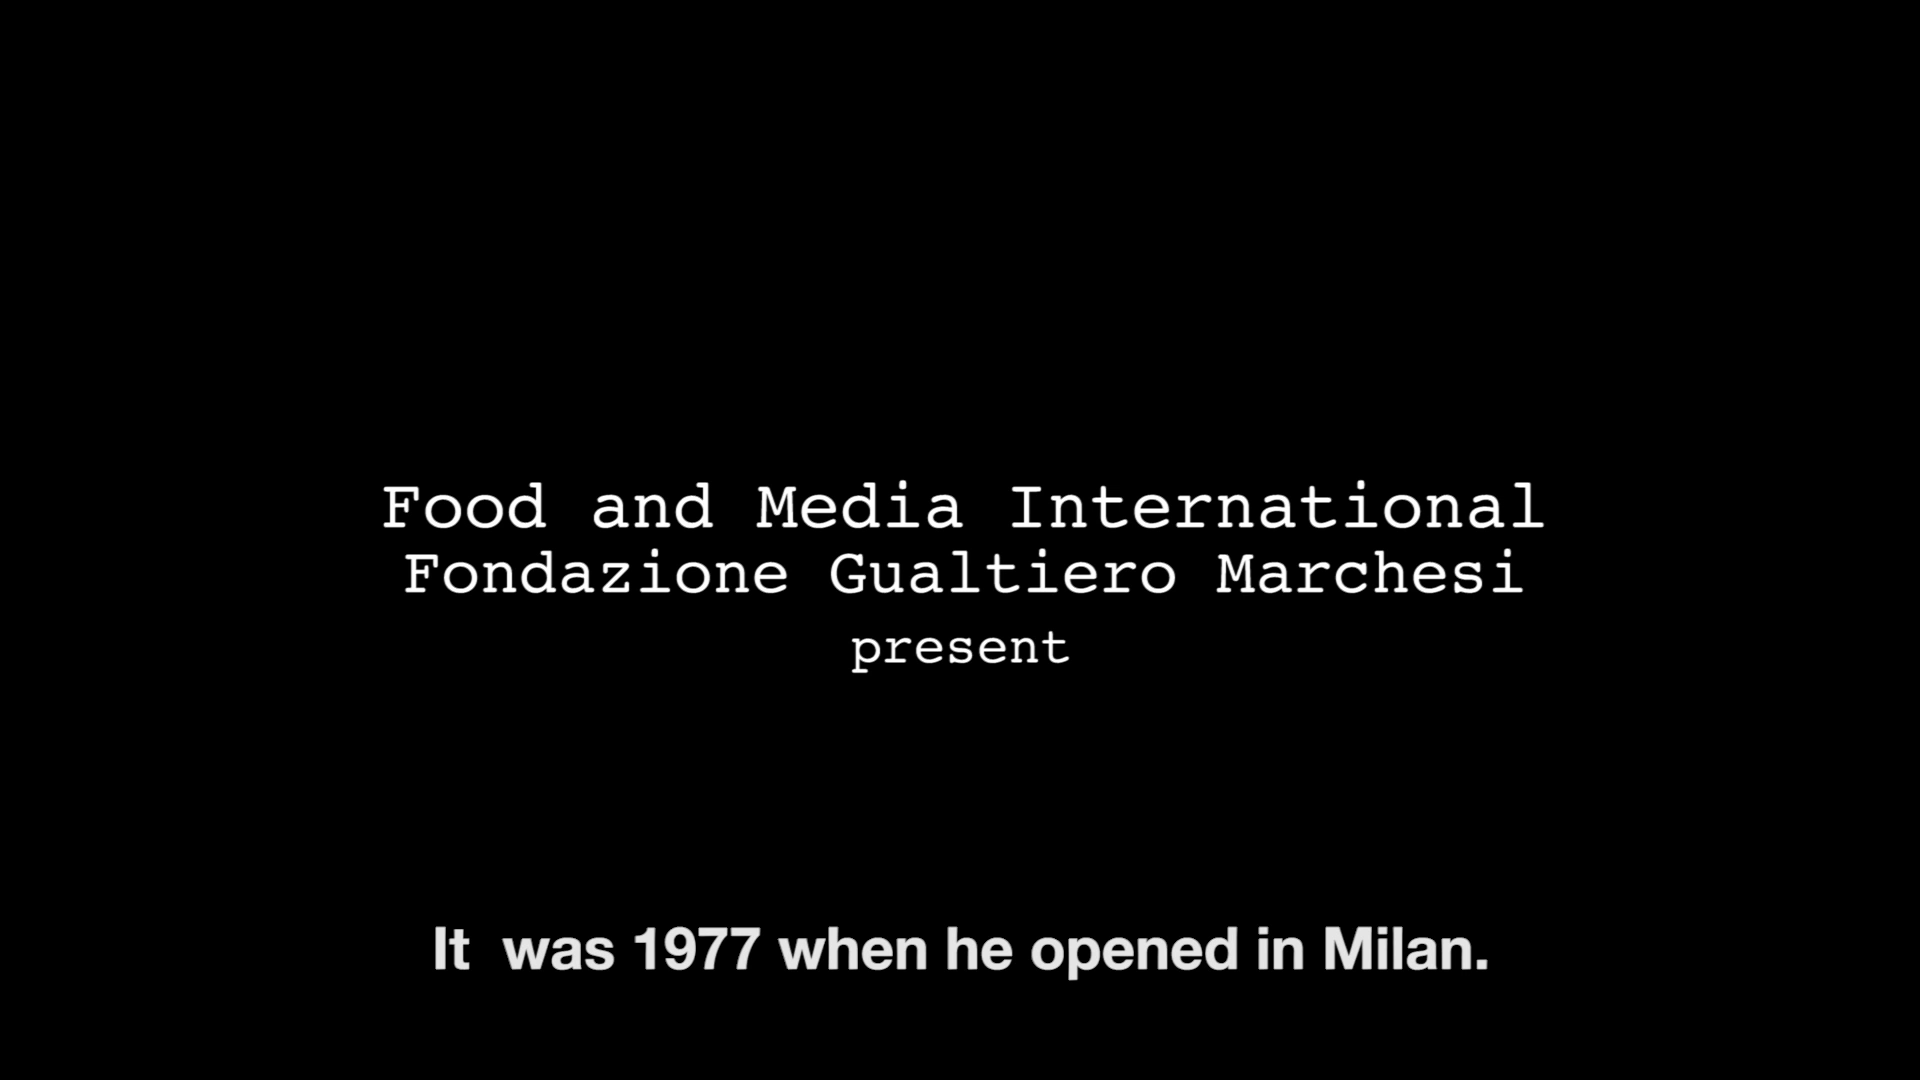 Food and Media International
Fondazione Gualtiero Marchesi
present
It  was 1977 when he opened in Milan.